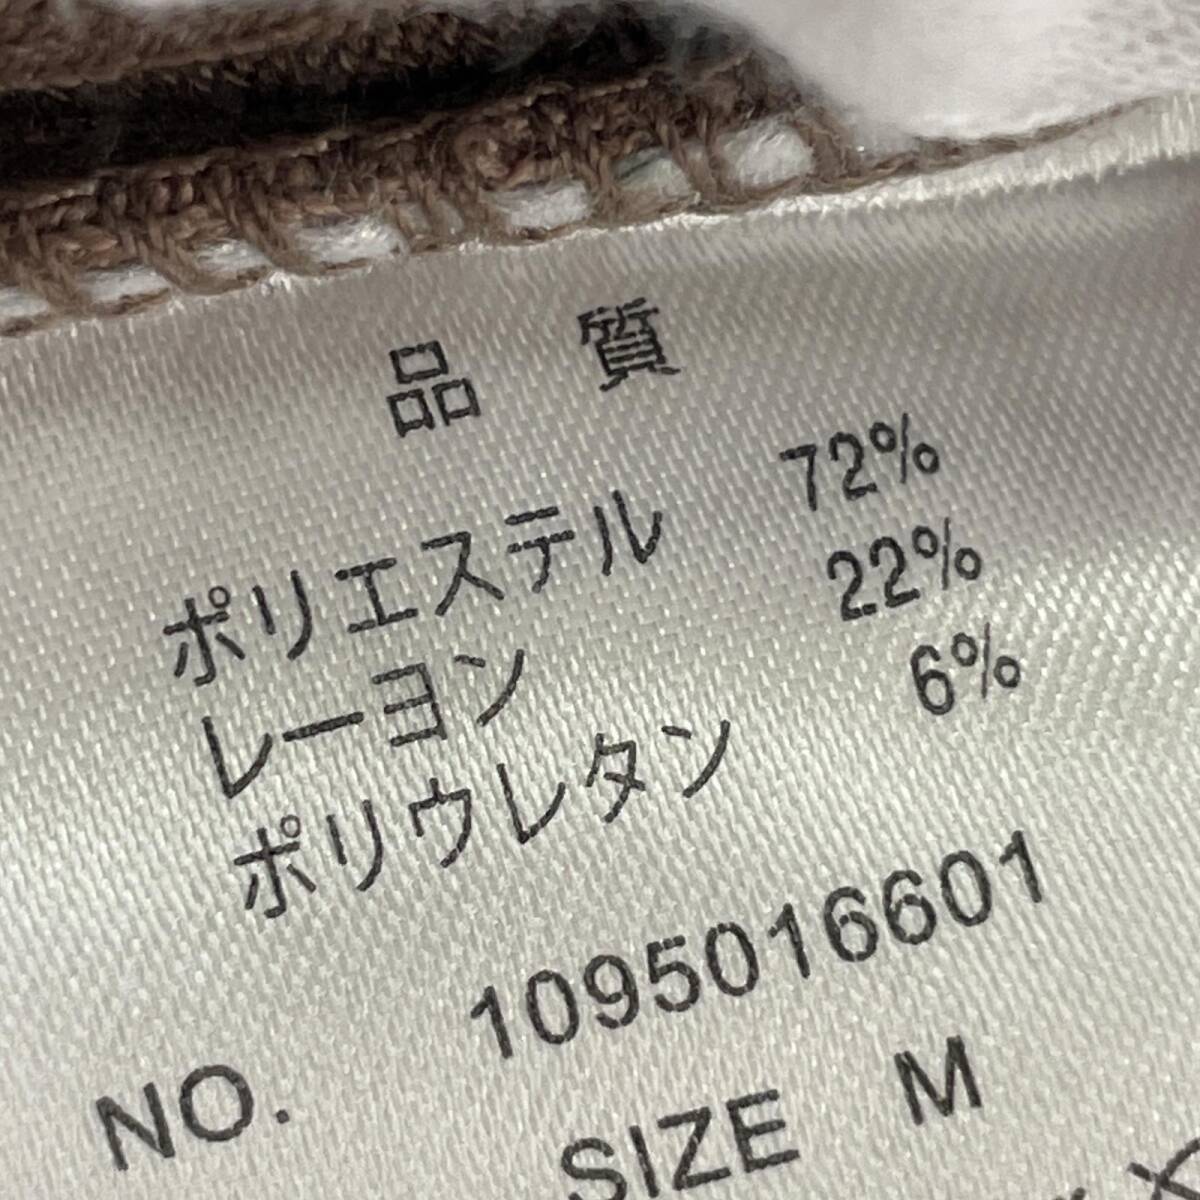 品質
ポリエステル 72%
レーヨン 22%
ポリウレタン 6%
NO. 1095016601
SIZE M